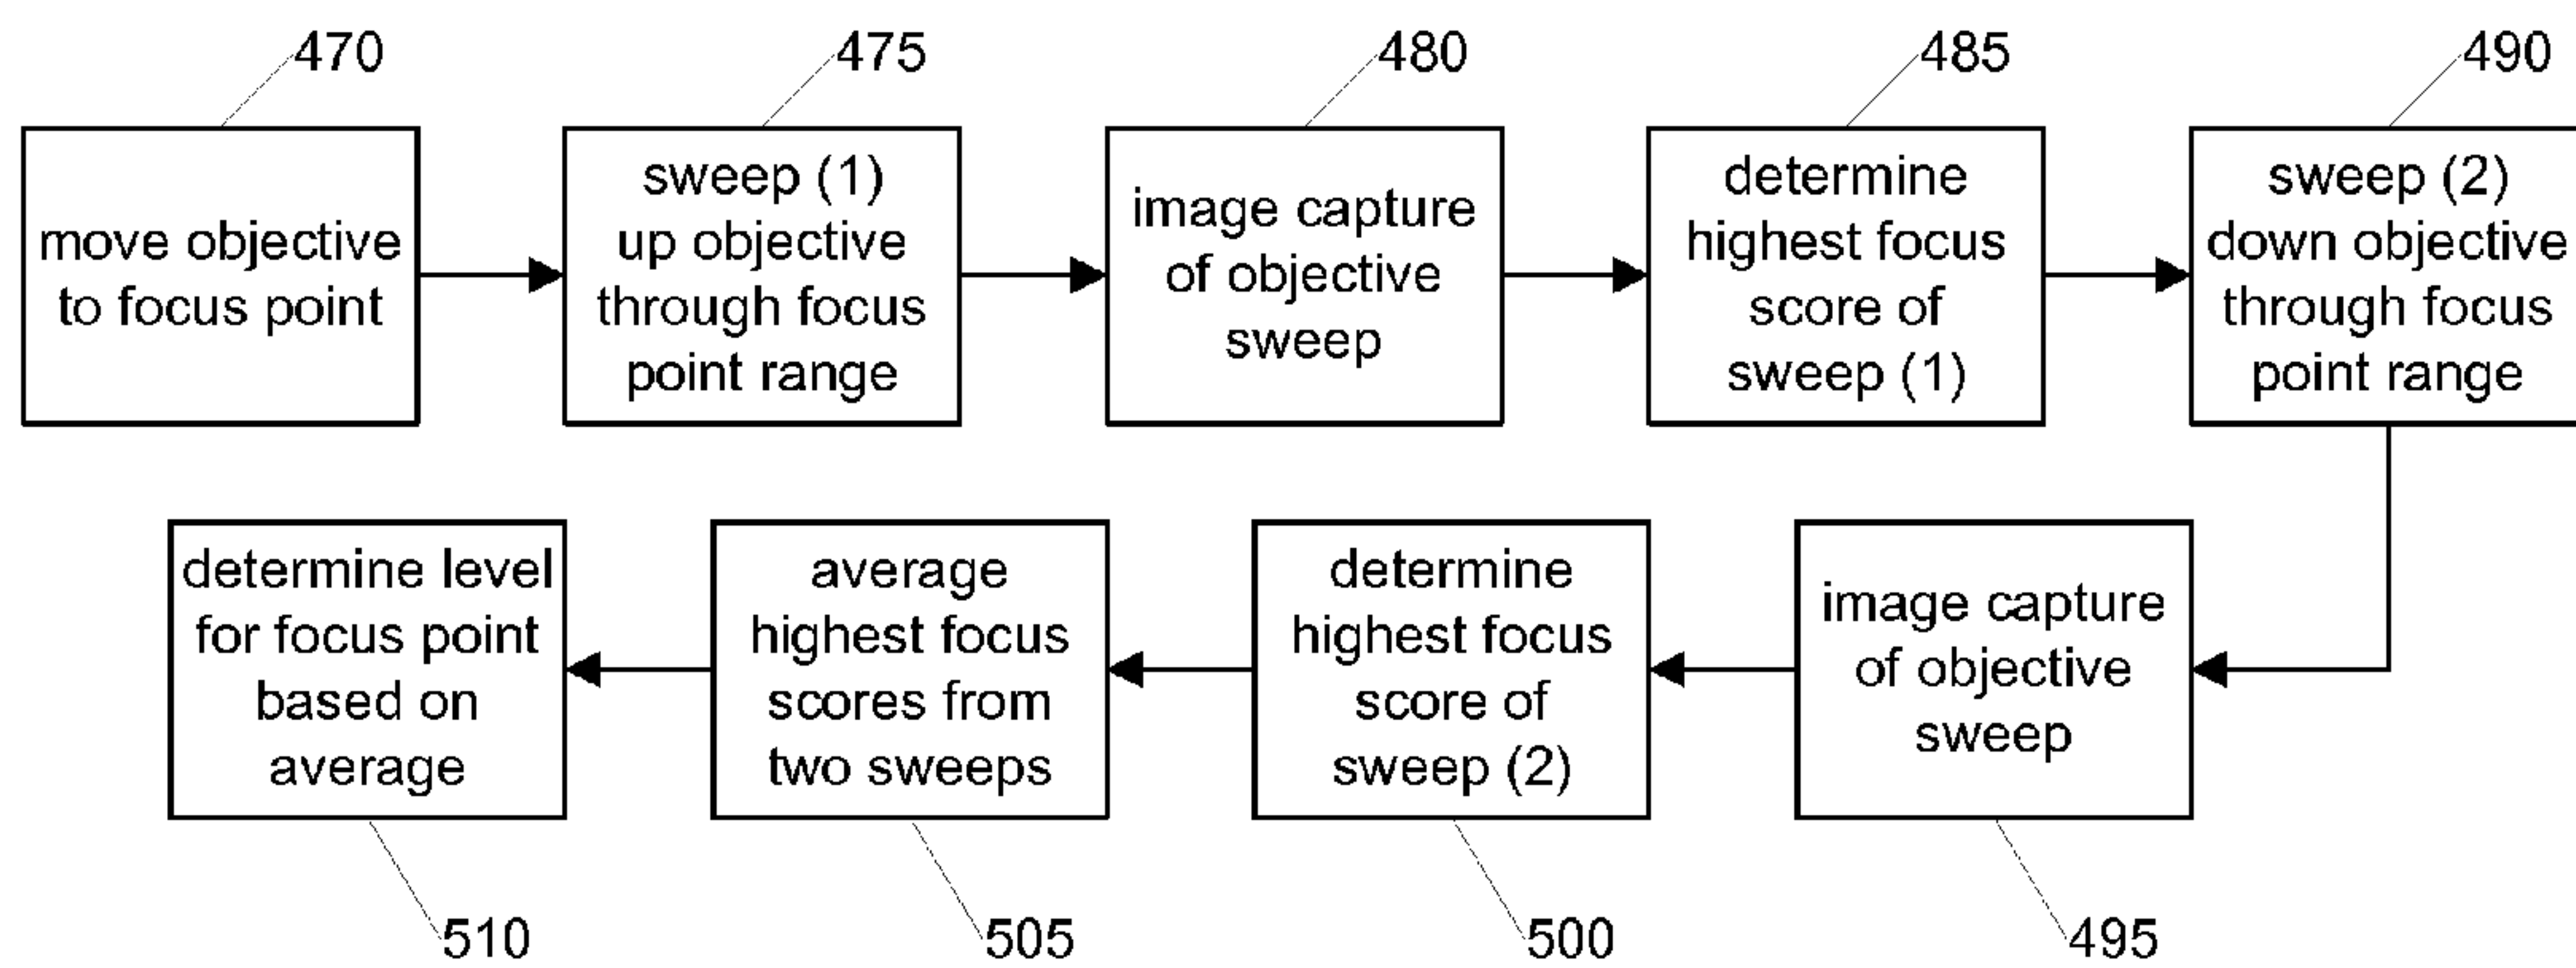 470
475
480
485
490
move objective
to focus point
sweep (1)
up objective
through focus
point range
image capture
of objective
sweep
determine
highest focus
score of
sweep (1)
sweep (2)
down objective
through focus
point range
determine level
for focus point
based on
average
average
highest focus
scores from
two sweeps
determine
highest focus
score of
sweep (2)
image capture
of objective
sweep
510
505
500
495